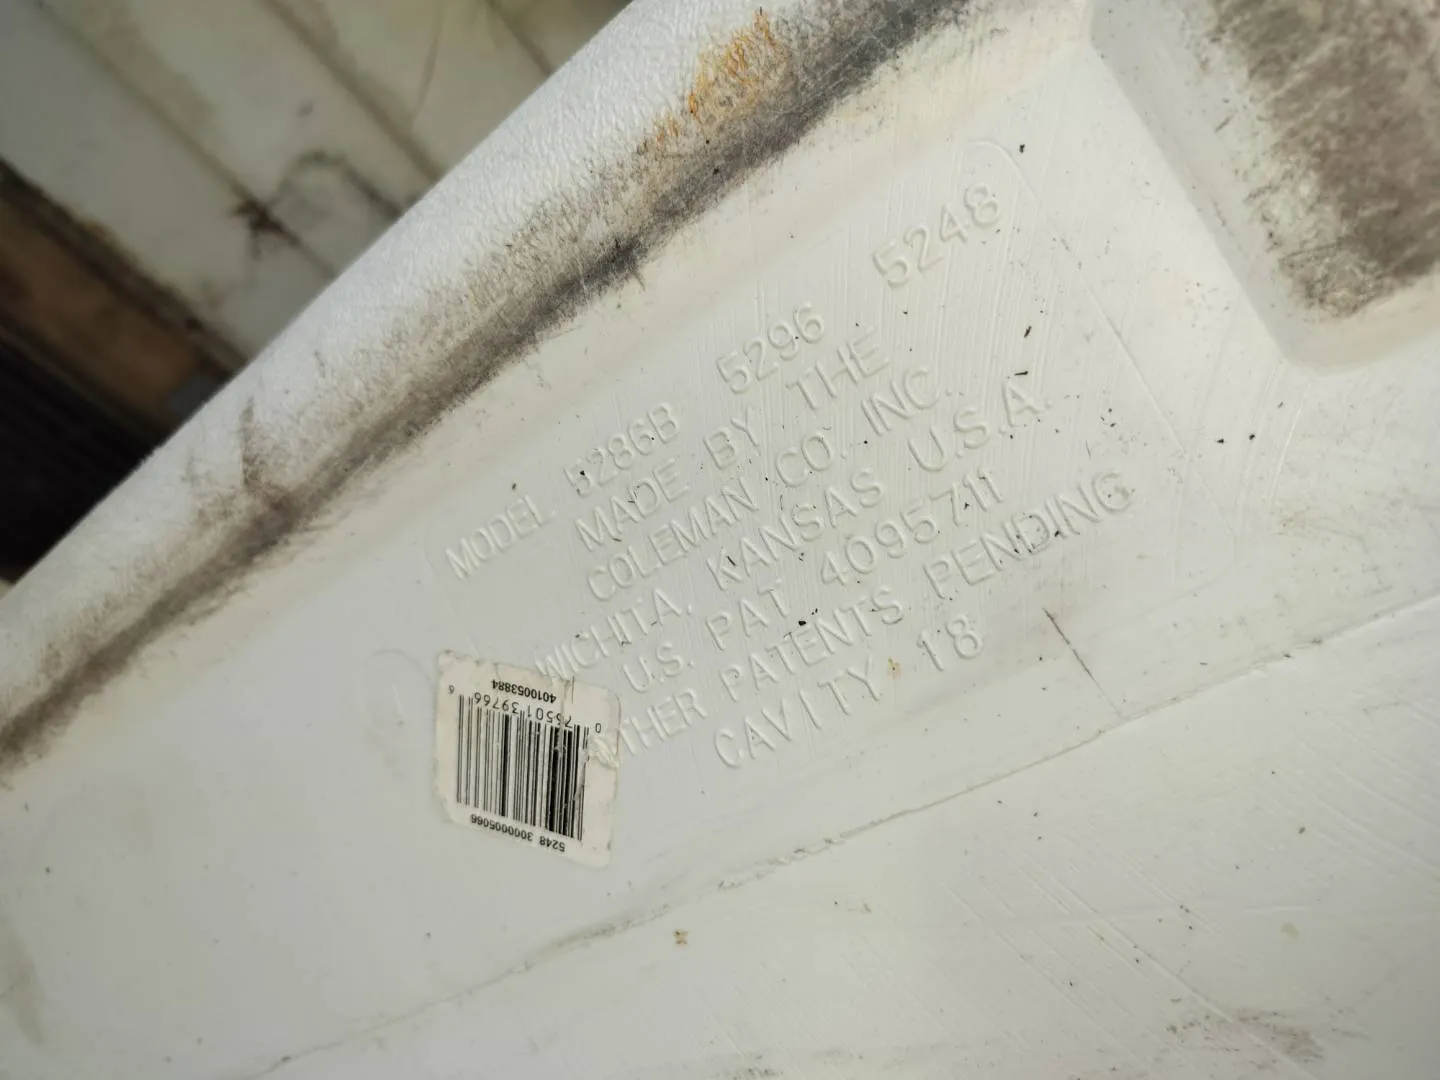 MODEL 5286B 5296 5248
MADE BY THE
COLEMAN CO. INC.
WICHITA, KANSAS U.S.A.
U.S. PAT 4095711
OTHER PATENTS PENDING
CAVITY 18
5248 3000005066
0 76501 39766 6
4010053884